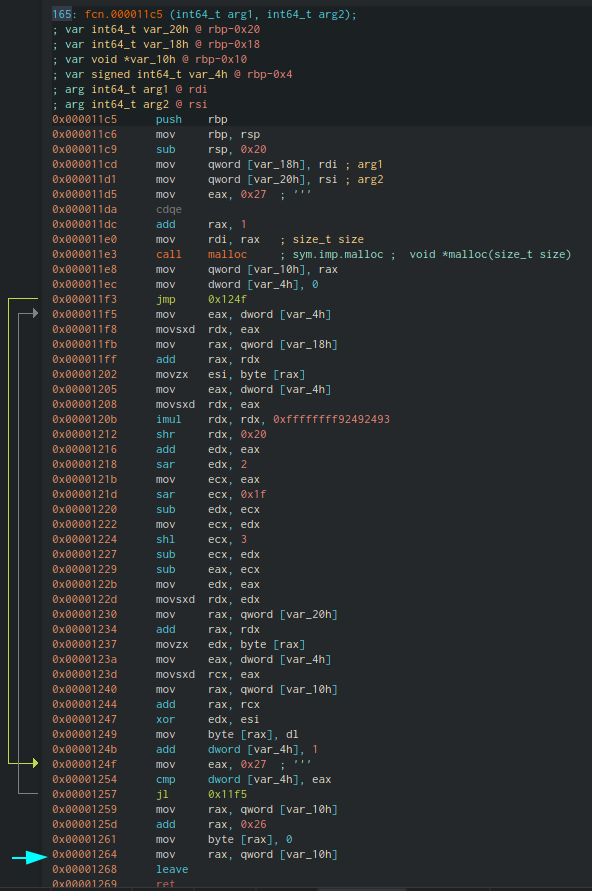 165: fcn.000011c5 (int64_t arg1, int64_t arg2);
; var int64_t var_20h @ rbp-0x20
; var int64_t var_18h @ rbp-0x18
; var void *var_10h @ rbp-0x10
; var signed int64_t var_4h @ rbp-0x4
; arg int64_t arg1 @ rdi
; arg int64_t arg2 @ rsi
0x000011c5 push rbp
0x000011c6 mov rbp, rsp
0x000011c9 sub rsp, 0x20
0x000011cd mov qword [var_18h], rdi ; arg1
0x000011d1 mov qword [var_20h], rsi ; arg2
0x000011d5 mov eax, 0x27 ; '''
0x000011da cdqe
0x000011dc add rax, 1
0x000011e0 mov rdi, rax ; size_t size
0x000011e3 call malloc ; sym.imp.malloc ; void *malloc(size_t size)
0x000011e8 mov qword [var_10h], rax
0x000011ec mov dword [var_4h], 0
0x000011f3 jmp 0x124f
0x000011f5 mov eax, dword [var_4h]
0x000011f8 movsxd rdx, eax
0x000011fb mov rax, qword [var_18h]
0x000011ff add rax, rdx
0x00001202 movzx esi, byte [rax]
0x00001205 mov eax, dword [var_4h]
0x00001208 movsxd rdx, eax
0x0000120b imul rdx, rdx, 0xffffffff92492493
0x00001212 shr rdx, 0x20
0x00001216 add edx, eax
0x00001218 sar edx, 2
0x0000121b mov ecx, eax
0x0000121d sar ecx, 0x1f
0x00001220 sub edx, ecx
0x00001222 mov ecx, edx
0x00001224 shl ecx, 3
0x00001227 sub ecx, edx
0x00001229 sub eax, ecx
0x0000122b mov edx, eax
0x0000122d movsxd rdx, edx
0x00001230 mov rax, qword [var_20h]
0x00001234 add rax, rdx
0x00001237 movzx edx, byte [rax]
0x0000123a mov eax, dword [var_4h]
0x0000123d movsxd rcx, eax
0x00001240 mov rax, qword [var_10h]
0x00001244 add rax, rcx
0x00001247 xor edx, esi
0x00001249 mov byte [rax], dl
0x0000124b add dword [var_4h], 1
0x0000124f mov eax, 0x27 ; '''
0x00001254 cmp dword [var_4h], eax
0x00001257 jl 0x11f5
0x00001259 mov rax, qword [var_10h]
0x0000125d add rax, 0x26
0x00001261 mov byte [rax], 0
0x00001264 mov rax, qword [var_10h]
0x00001268 leave
0x00001269 ret